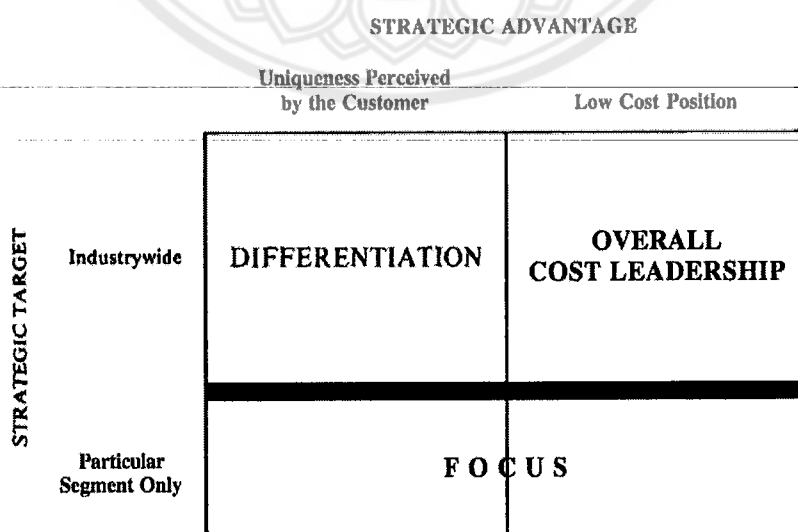 STRATEGIC ADVANTAGE
Uniqueness Perceived
by the Customer
Low Cost Position
STRATEGIC TARGET
Industrywide
DIFFERENTIATION
OVERALL
COST LEADERSHIP
Particular
Segment Only
FOCUS